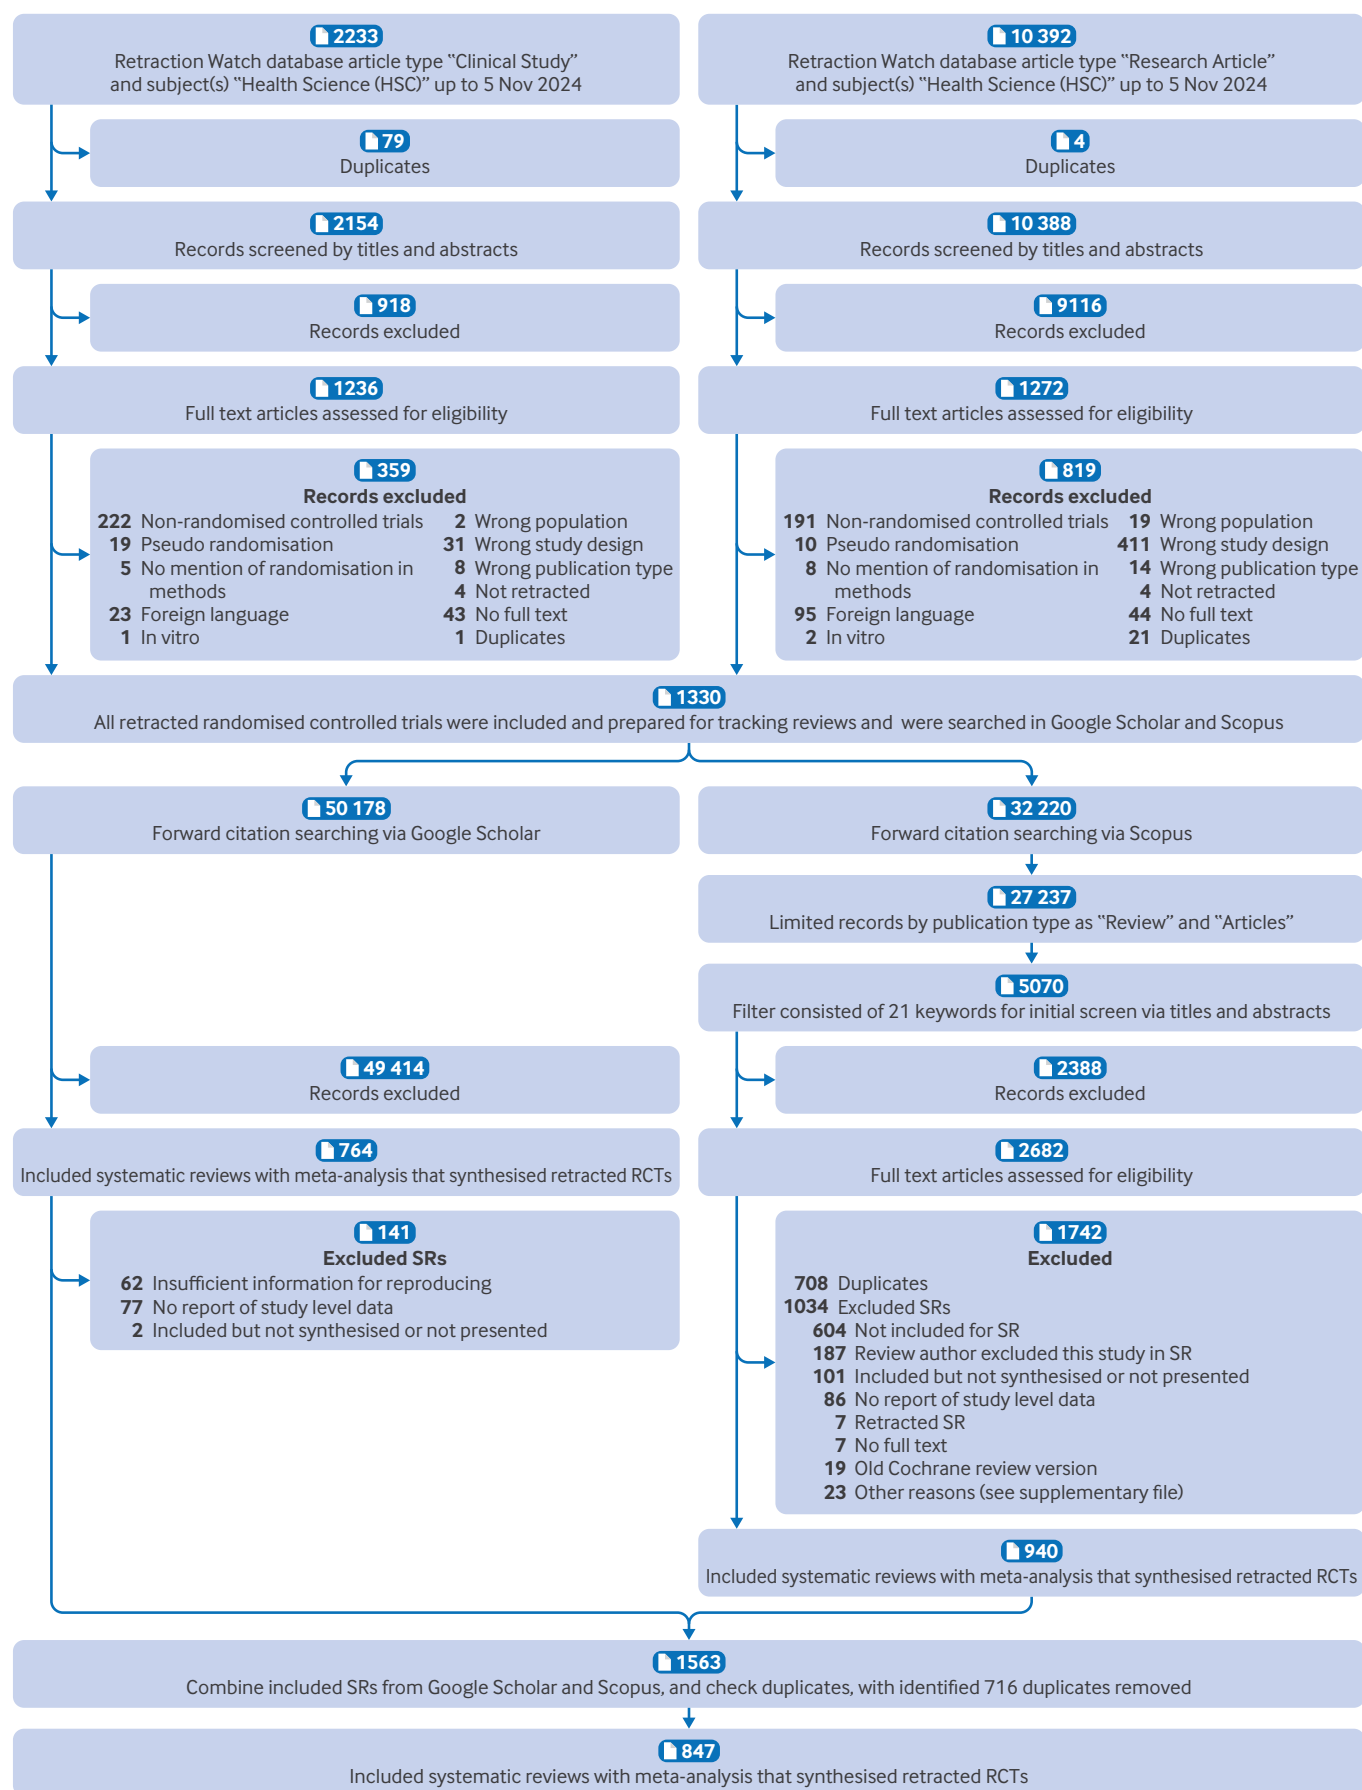 2233
Retraction Watch database article type "Clinical Study"
and subject(s) "Health Science (HSC)" up to 5 Nov 2024
10 392
Retraction Watch database article type "Research Article"
and subject(s) "Health Science (HSC)" up to 5 Nov 2024
79
Duplicates
4
Duplicates
2154
Records screened by titles and abstracts
10 388
Records screened by titles and abstracts
918
Records excluded
9116
Records excluded
1236
Full text articles assessed for eligibility
1272
Full text articles assessed for eligibility
359
Records excluded
222 Non-randomised controlled trials
19 Pseudo randomisation
5 No mention of randomisation in
methods
23 Foreign language
1 In vitro
2 Wrong population
31 Wrong study design
8 Wrong publication type
4 Not retracted
43 No full text
1 Duplicates
819
Records excluded
191 Non-randomised controlled trials
10 Pseudo randomisation
8 No mention of randomisation in
methods
95 Foreign language
2 In vitro
19 Wrong population
411 Wrong study design
14 Wrong publication type
4 Not retracted
44 No full text
21 Duplicates
1330
All retracted randomised controlled trials were included and prepared for tracking reviews and were searched in Google Scholar and Scopus
50 178
Forward citation searching via Google Scholar
32 220
Forward citation searching via Scopus
27 237
Limited records by publication type as "Review" and "Articles"
5070
Filter consisted of 21 keywords for initial screen via titles and abstracts
49 414
Records excluded
2388
Records excluded
764
Included systematic reviews with meta-analysis that synthesised retracted RCTs
2682
Full text articles assessed for eligibility
141
Excluded SRs
62 Insufficient information for reproducing
77 No report of study level data
2 Included but not synthesised or not presented
1742
Excluded
708 Duplicates
1034 Excluded SRs
604 Not included for SR
187 Review author excluded this study in SR
101 Included but not synthesised or not presented
86 No report of study level data
7 Retracted SR
7 No full text
19 Old Cochrane review version
23 Other reasons (see supplementary file)
940
Included systematic reviews with meta-analysis that synthesised retracted RCTs
1563
Combine included SRs from Google Scholar and Scopus, and check duplicates, with identified 716 duplicates removed
847
Included systematic reviews with meta-analysis that synthesised retracted RCTs